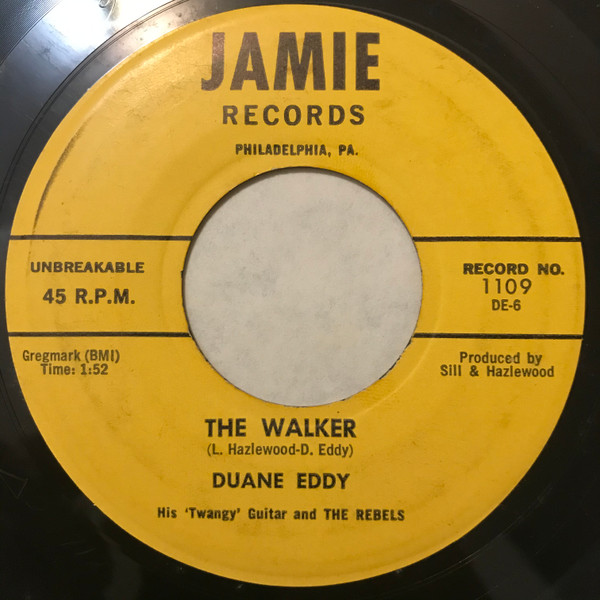 JAMIE
RECORDS
PHILADELPHIA, PA.
UNBREAKABLE
45 R.P.M.
RECORD NO.
1109
DE-6
Gregmark (BMI)
Time: 1:52
Produced by
Sill & Hazlewood
THE WALKER
(L. Hazlewood-D. Eddy)
DUANE EDDY
His 'Twangy' Guitar and THE REBELS